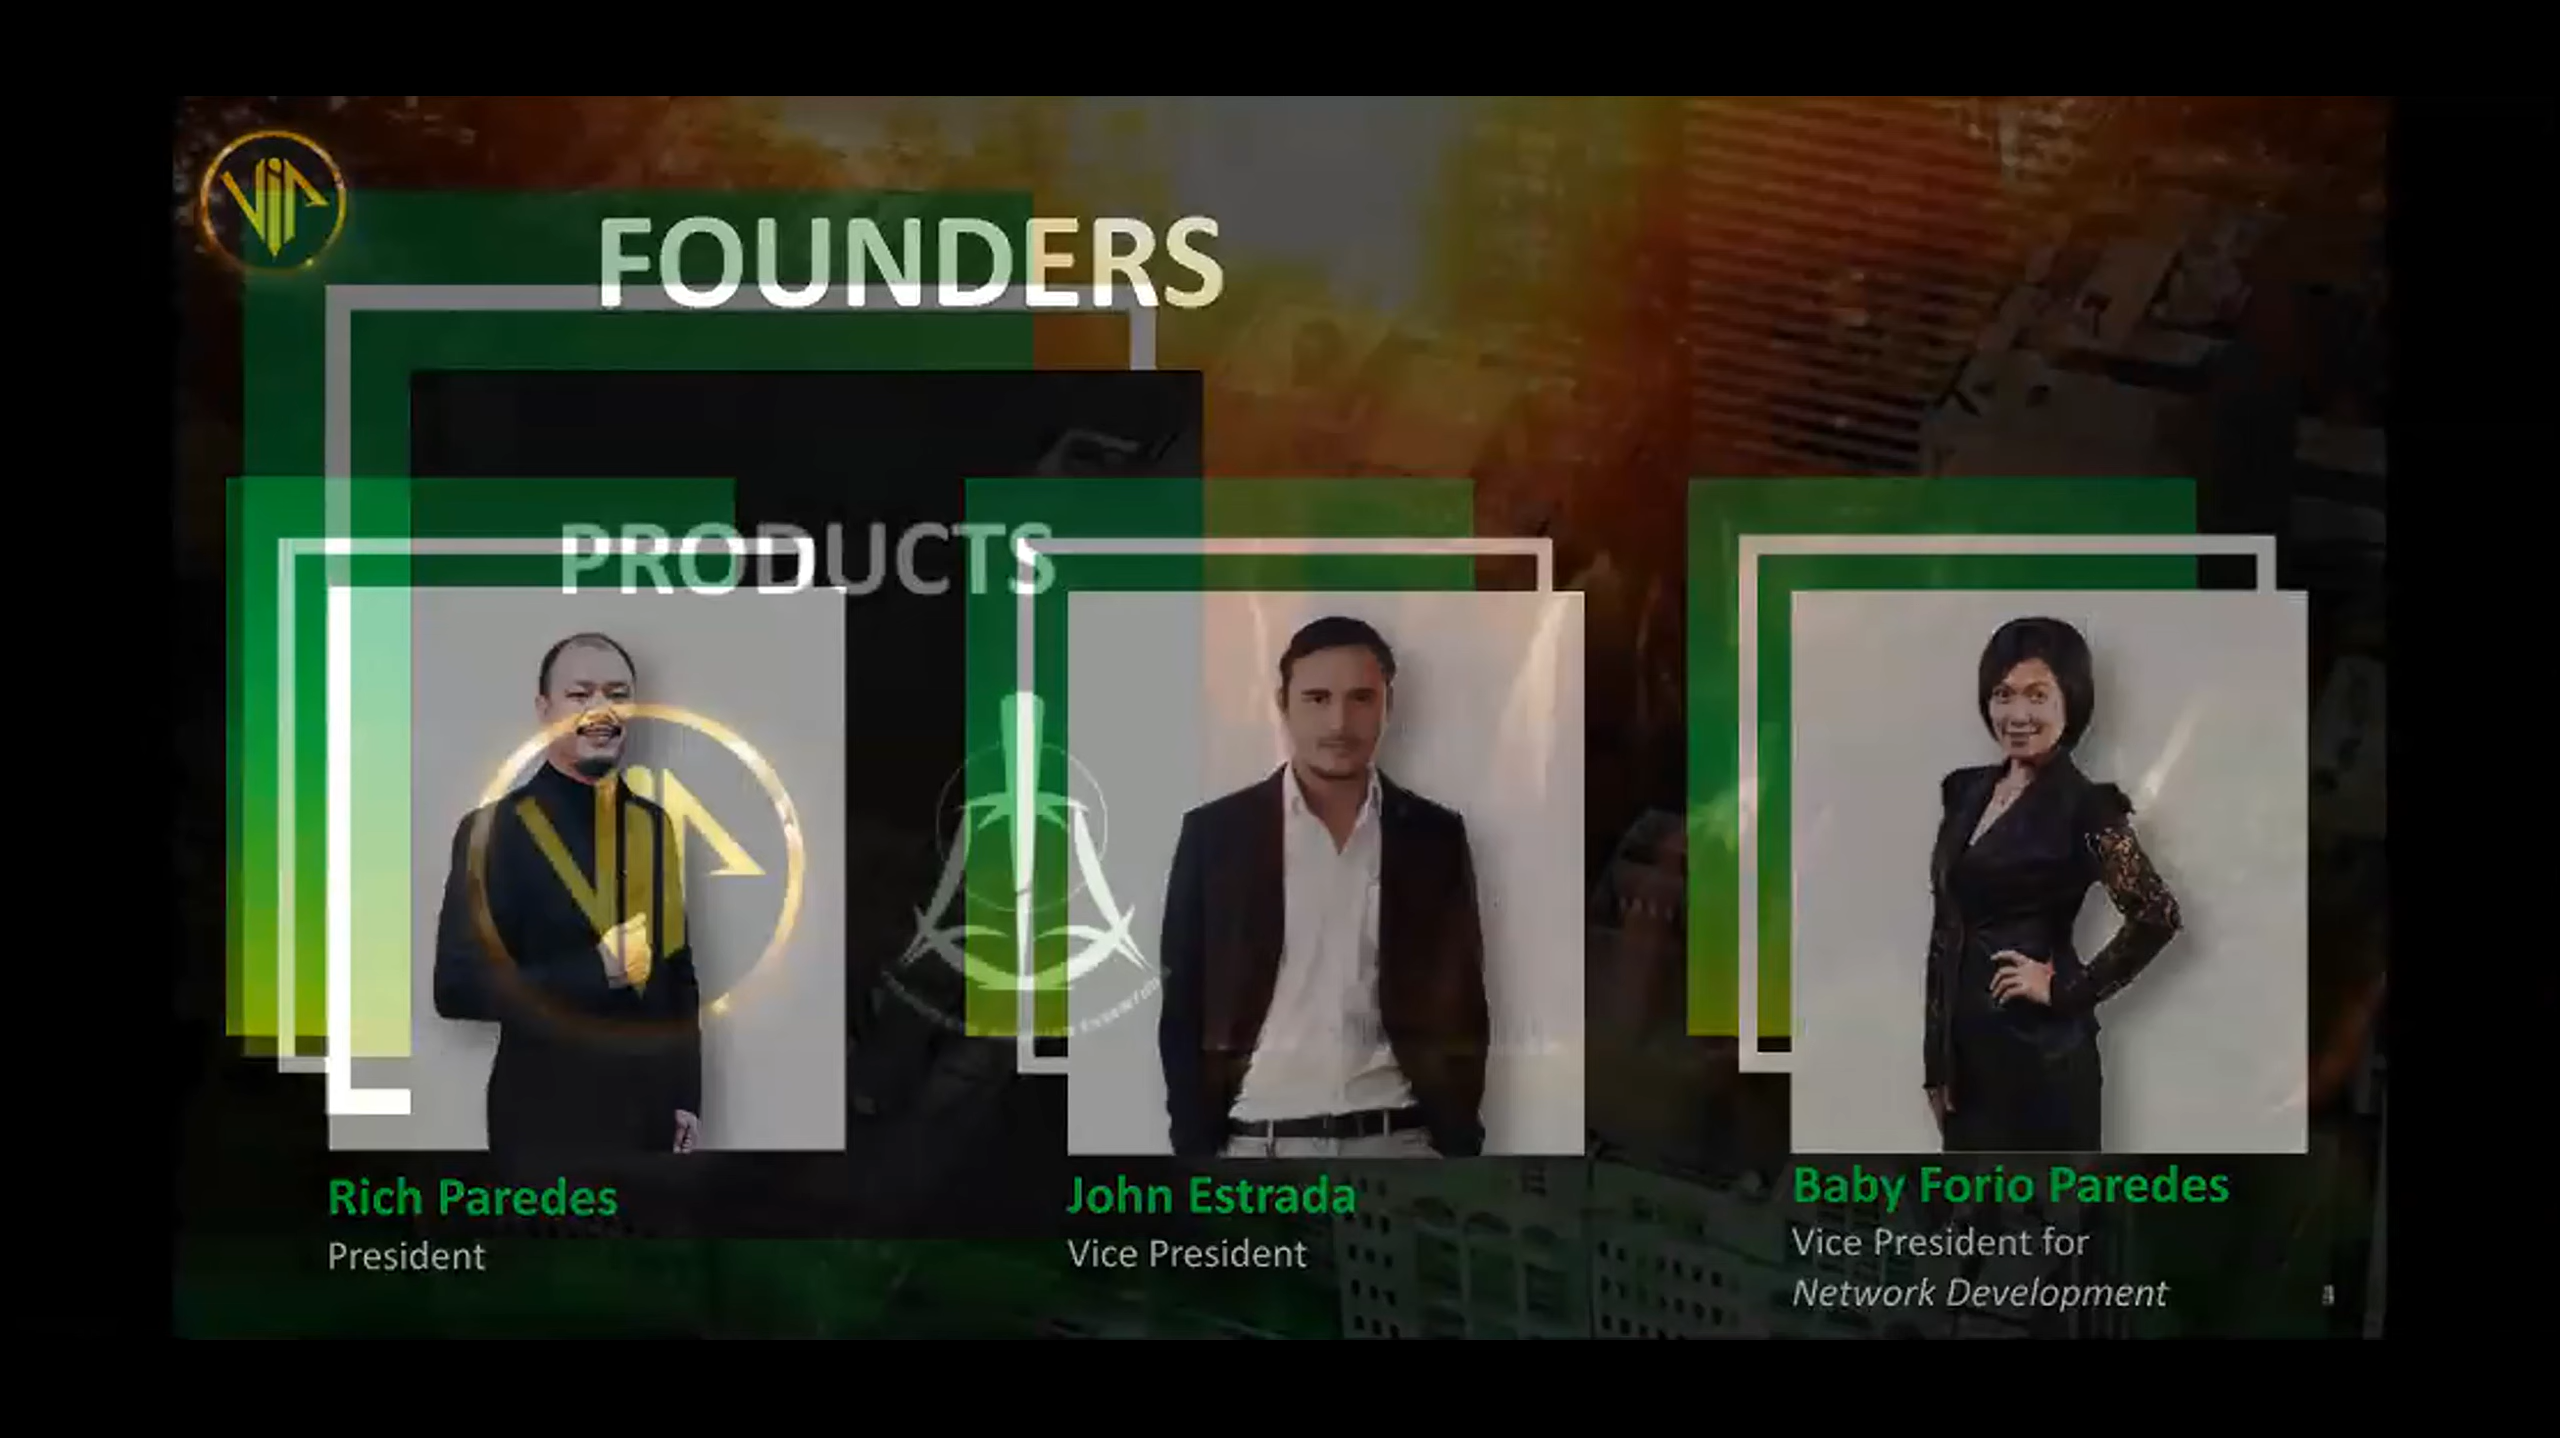 FOUNDERS
PRODUCTS
Rich Paredes
President
John Estrada
Vice President
Baby Forio Paredes
Vice President for
Network Development